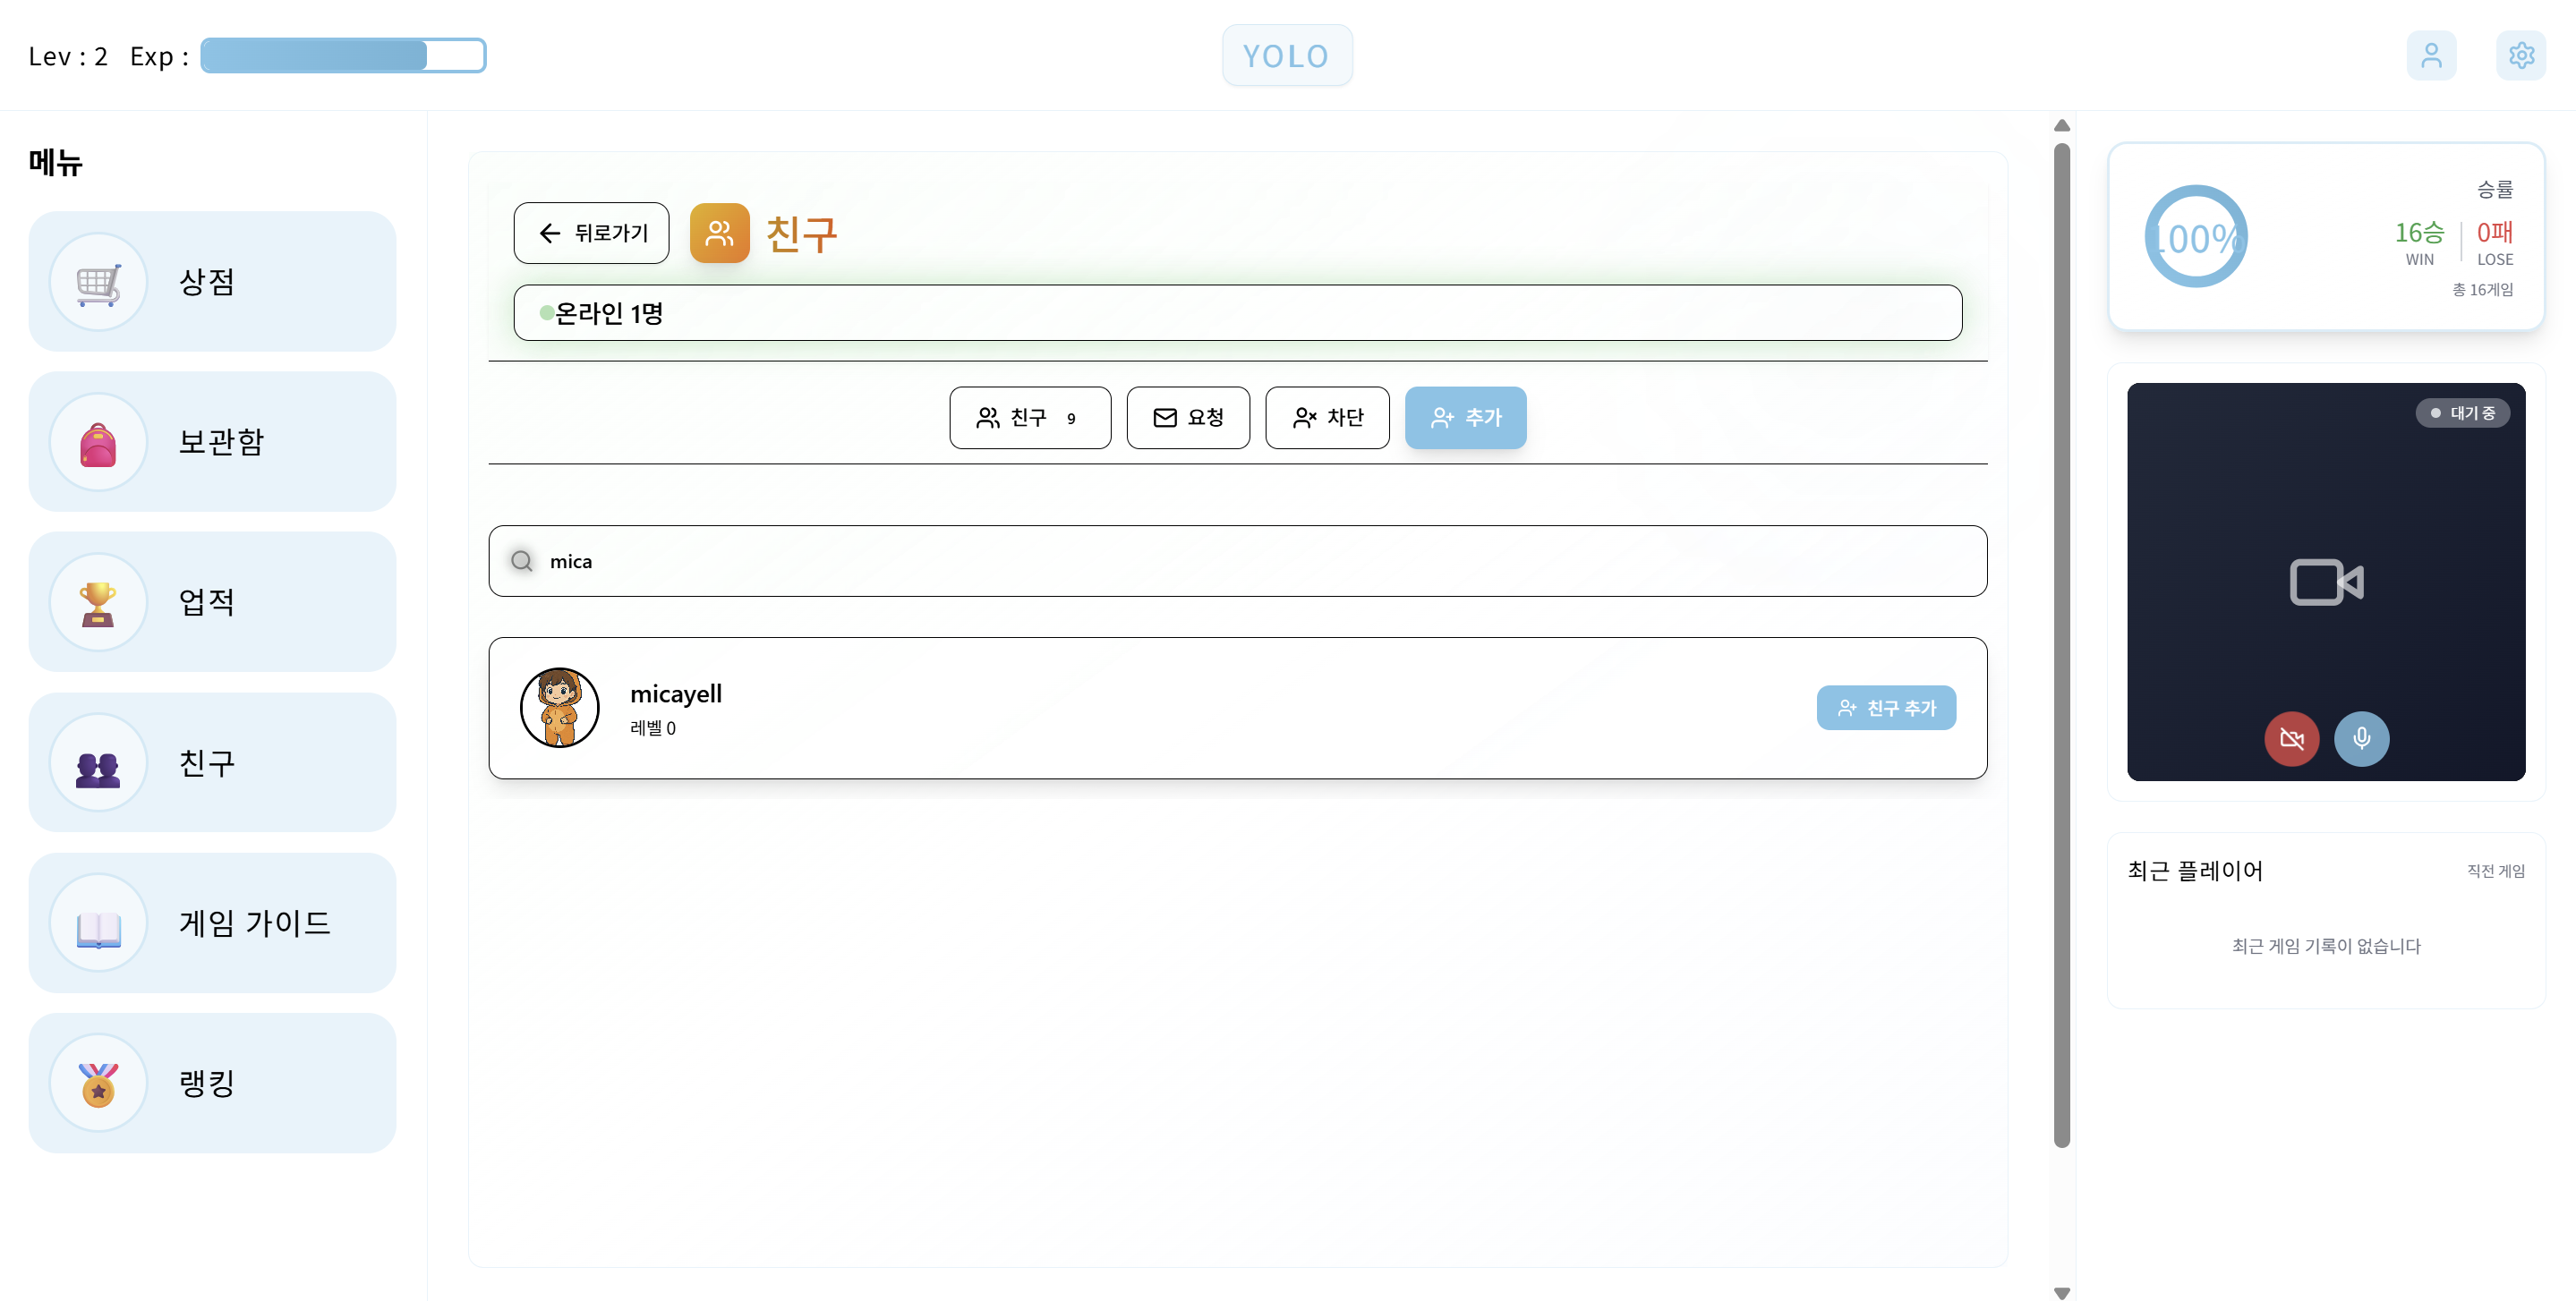 Lev : 2 Exp :
YOLO
메뉴
상점
보관함
업적
친구
게임 가이드
랭킹
뒤로가기
친구
온라인 1명
친구 9
요청
차단
추가
mica
micayell
레벨 0
친구 추가
100%
승률
16승
WIN
0패
LOSE
총 16게임
대기 중
최근 플레이어
직전 게임
최근 게임 기록이 없습니다